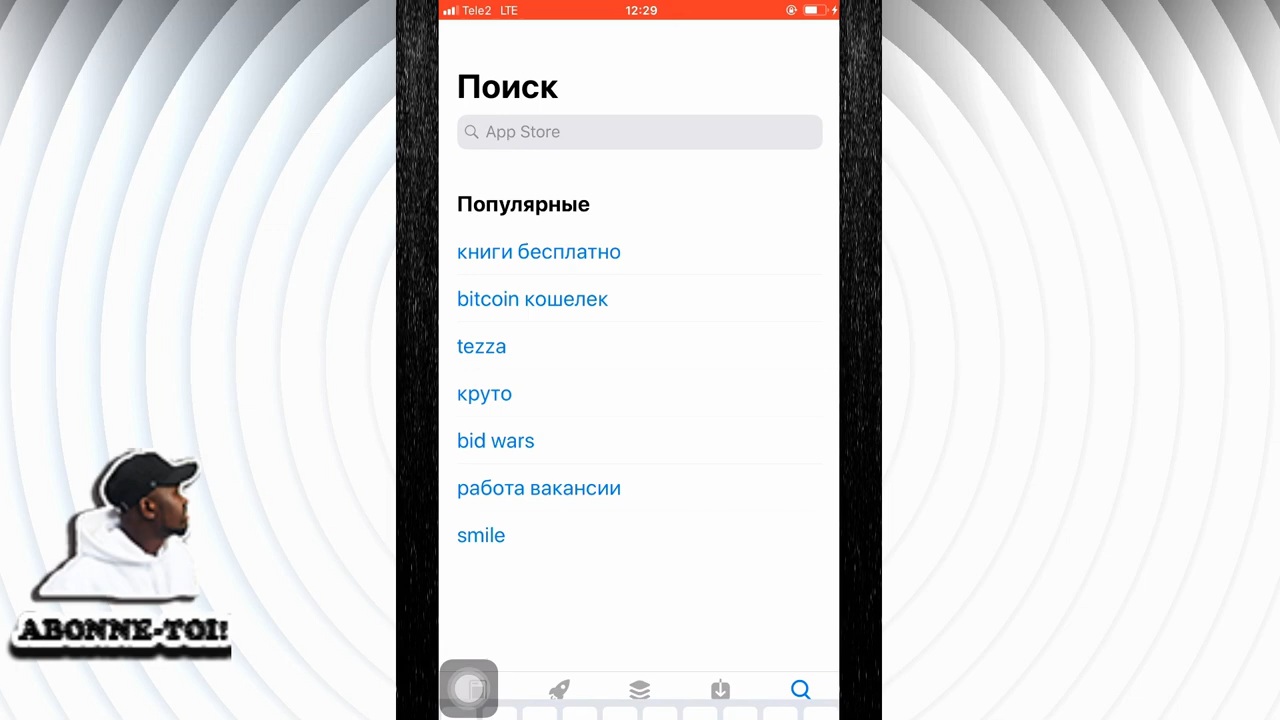 Tele2 LTE 12:29
Поиск
App Store
Популярные
книги бесплатно
bitcoin кошелек
tezza
круто
bid wars
работа вакансии
smile
ABONNE-TOI!